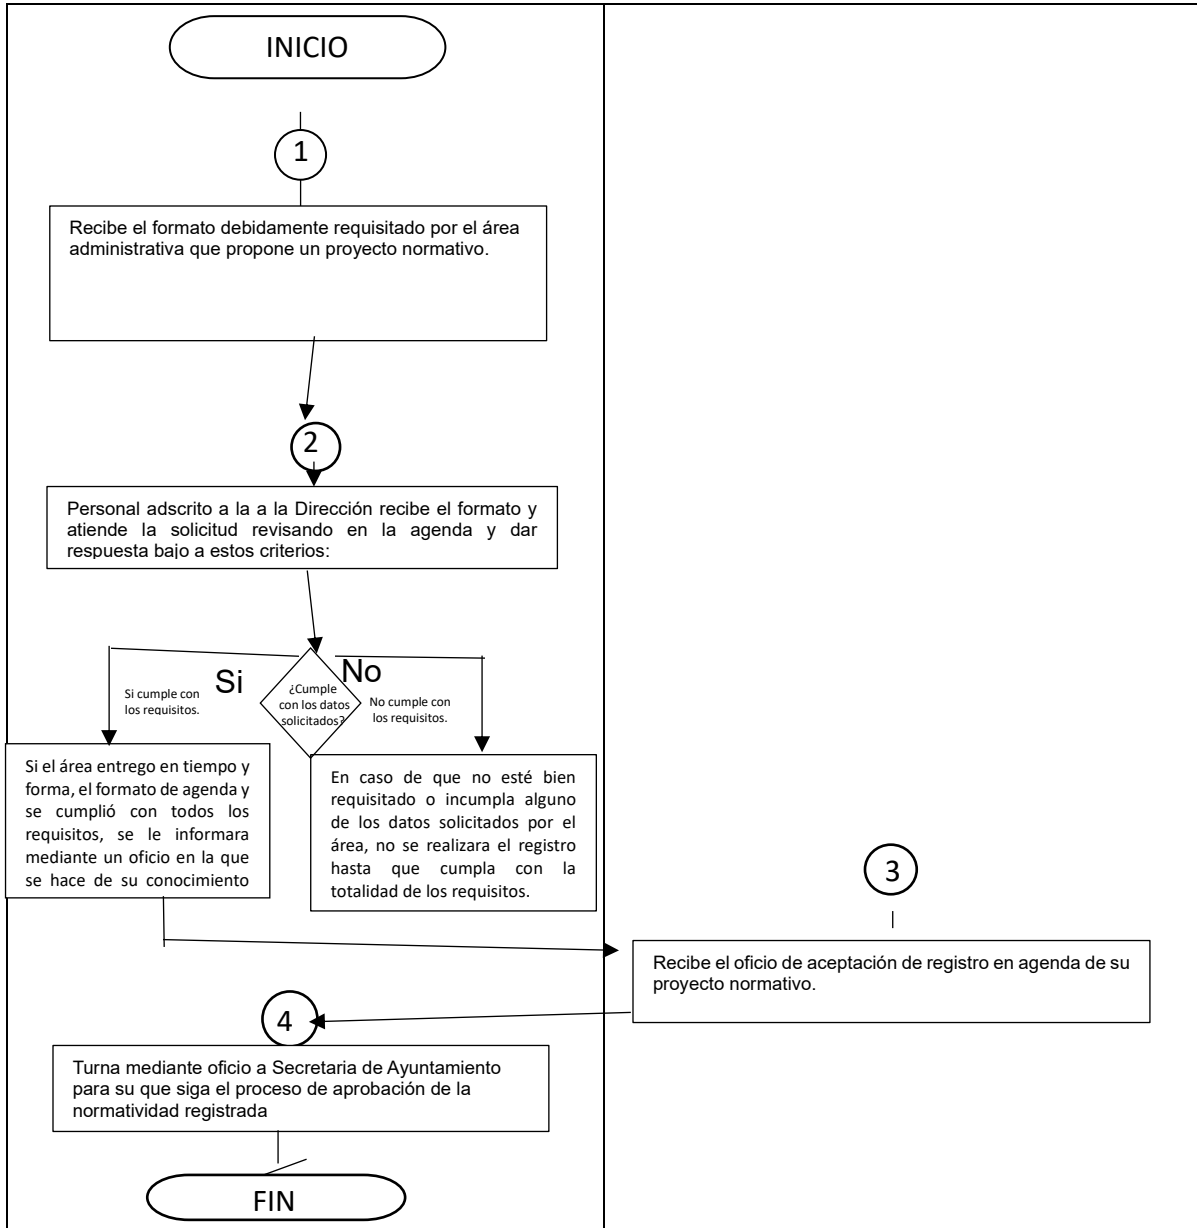 INICIO
1
Recibe el formato debidamente requisitado por el área
administrativa que propone un proyecto normativo.
2
Personal adscrito a la a la Dirección recibe el formato y
atiende la solicitud revisando en la agenda y dar
respuesta bajo a estos criterios:
Si
No
¿Cumple
con los datos
solicitados?
Si cumple con
los requisitos.
No cumple con
los requisitos.
Si el área entrego en tiempo y
forma, el formato de agenda y
se cumplió con todos los
requisitos, se le informara
mediante un oficio en la que
se hace de su conocimiento
En caso de que no esté bien
requisitado o incumpla alguno
de los datos solicitados por el
área, no se realizara el registro
hasta que cumpla con la
totalidad de los requisitos.
3
Recibe el oficio de aceptación de registro en agenda de su
proyecto normativo.
4
Turna mediante oficio a Secretaria de Ayuntamiento
para su que siga el proceso de aprobación de la
normatividad registrada
FIN